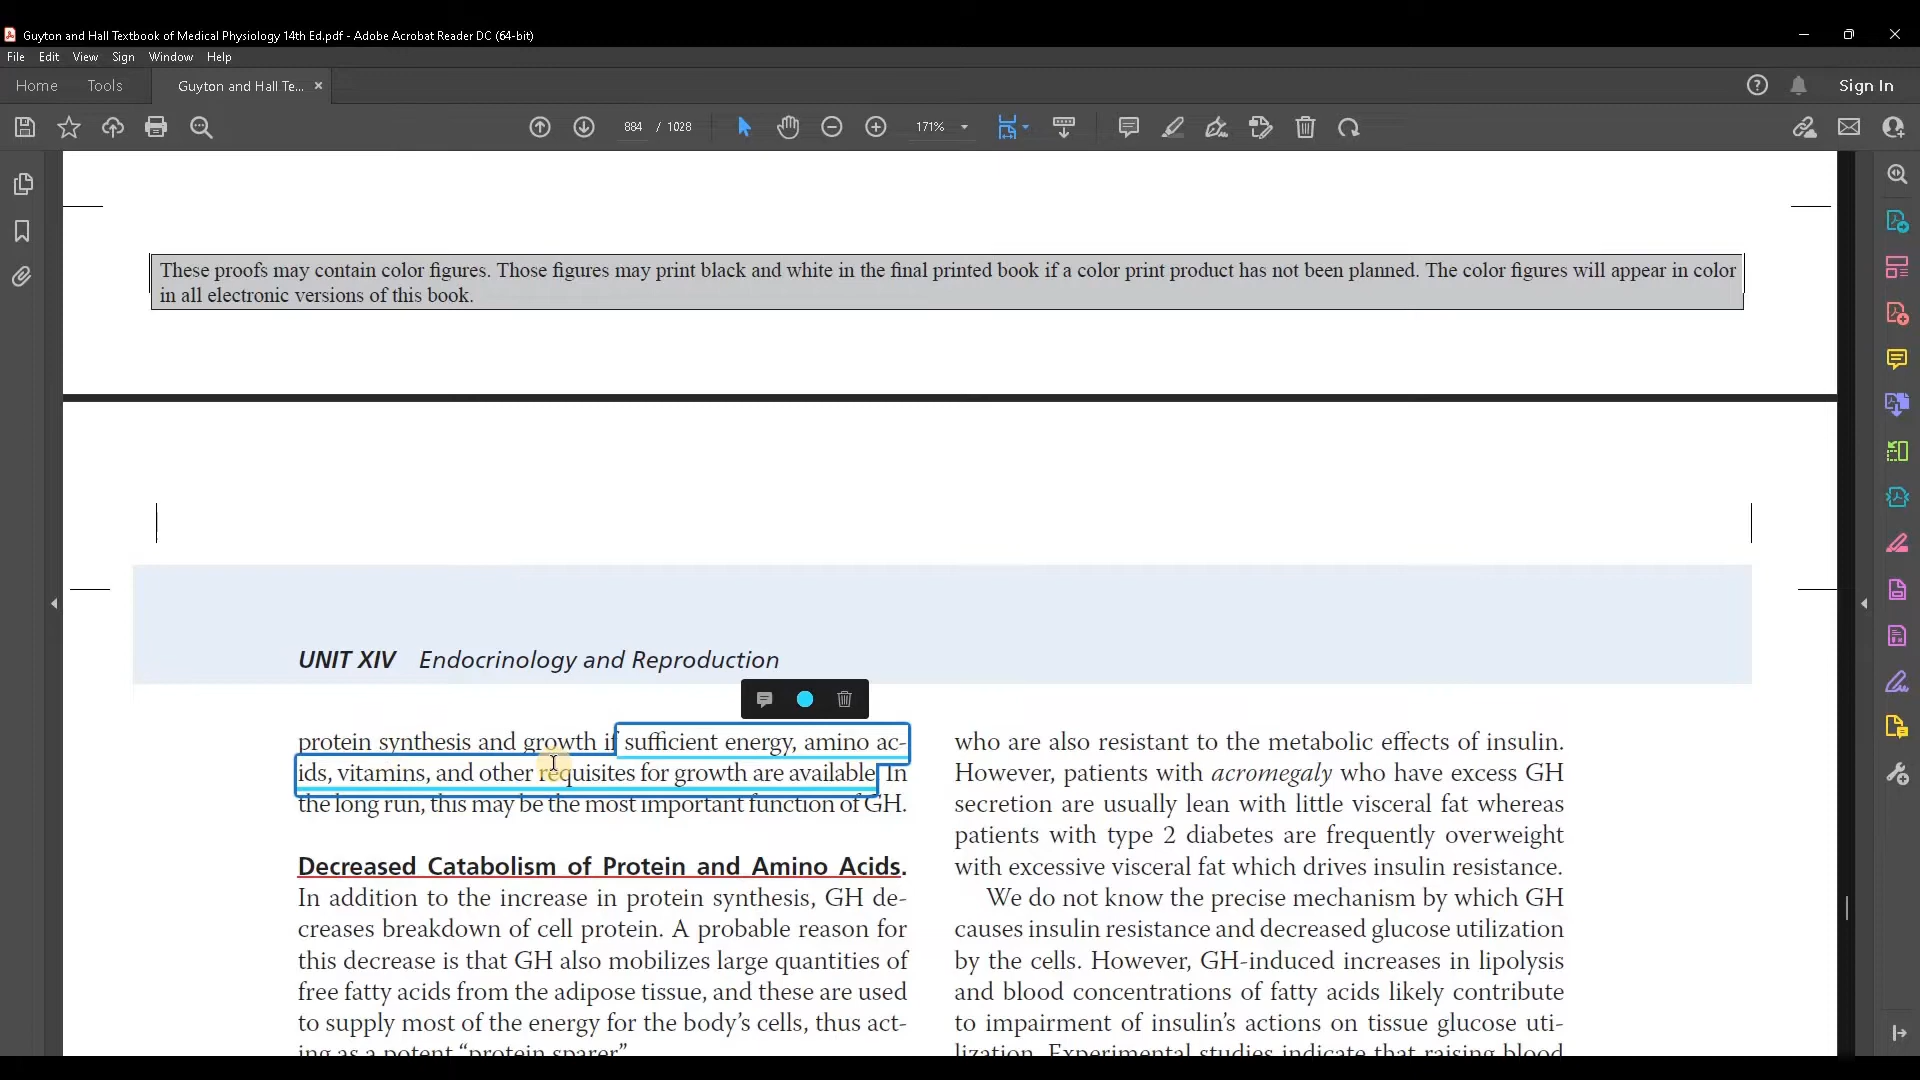 Guyton and Hall Textbook of Medical Physiology 14th Ed.pdf - Adobe Acrobat Reader DC (64-bit)
File Edit View Sign Window Help
Home Tools Guyton and Hall Te... × Sign In
884 / 1028 171%
These proofs may contain color figures. Those figures may print black and white in the final printed book if a color print product has not been planned. The color figures will appear in color
in all electronic versions of this book.
UNIT XIV Endocrinology and Reproduction
protein synthesis and growth if sufficient energy, amino ac-
ids, vitamins, and other requisites for growth are available. In
the long run, this may be the most important function of GH.
Decreased Catabolism of Protein and Amino Acids.
In addition to the increase in protein synthesis, GH de-
creases breakdown of cell protein. A probable reason for
this decrease is that GH also mobilizes large quantities of
free fatty acids from the adipose tissue, and these are used
to supply most of the energy for the body's cells, thus act-
ing as a potent “protein sparer”
who are also resistant to the metabolic effects of insulin.
However, patients with acromegaly who have excess GH
secretion are usually lean with little visceral fat whereas
patients with type 2 diabetes are frequently overweight
with excessive visceral fat which drives insulin resistance.
We do not know the precise mechanism by which GH
causes insulin resistance and decreased glucose utilization
by the cells. However, GH-induced increases in lipolysis
and blood concentrations of fatty acids likely contribute
to impairment of insulin's actions on tissue glucose uti-
lization. Experimental studies indicate that raising blood